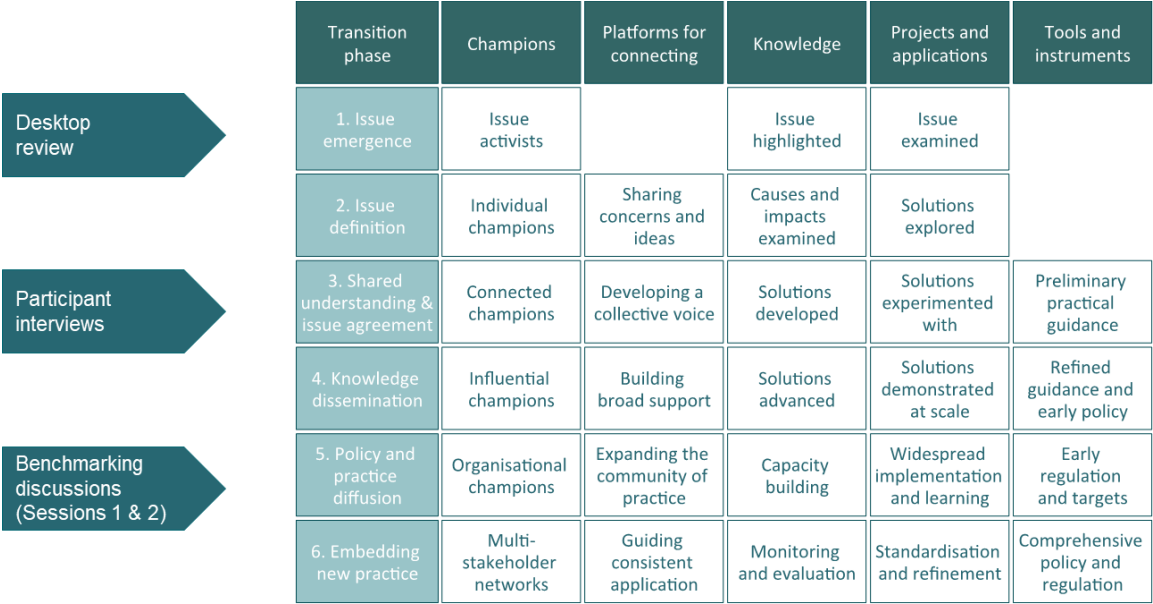 Transition
phase
Champions
Platforms for
connecting
Knowledge
Projects and
applications
Tools and
instruments
Desktop
review
1. Issue
emergence
Issue
activists
Issue
highlighted
Issue
examined
2. Issue
definition
Individual
champions
Sharing
concerns and
ideas
Causes and
impacts
examined
Solutions
explored
Participant
interviews
3. Shared
understanding &
issue agreement
Connected
champions
Developing a
collective voice
Solutions
developed
Solutions
experimented
with
Preliminary
practical
guidance
4. Knowledge
dissemination
Influential
champions
Building
broad support
Solutions
advanced
Solutions
demonstrated
at scale
Refined
guidance and
early policy
Benchmarking
discussions
(Sessions 1 & 2)
5. Policy and
practice
diffusion
Organisational
champions
Expanding the
community of
practice
Capacity
building
Widespread
implementation
and learning
Early
regulation
and targets
6. Embedding
new practice
Multi-
stakeholder
networks
Guiding
consistent
application
Monitoring
and evaluation
Standardisation
and refinement
Comprehensive
policy and
regulation